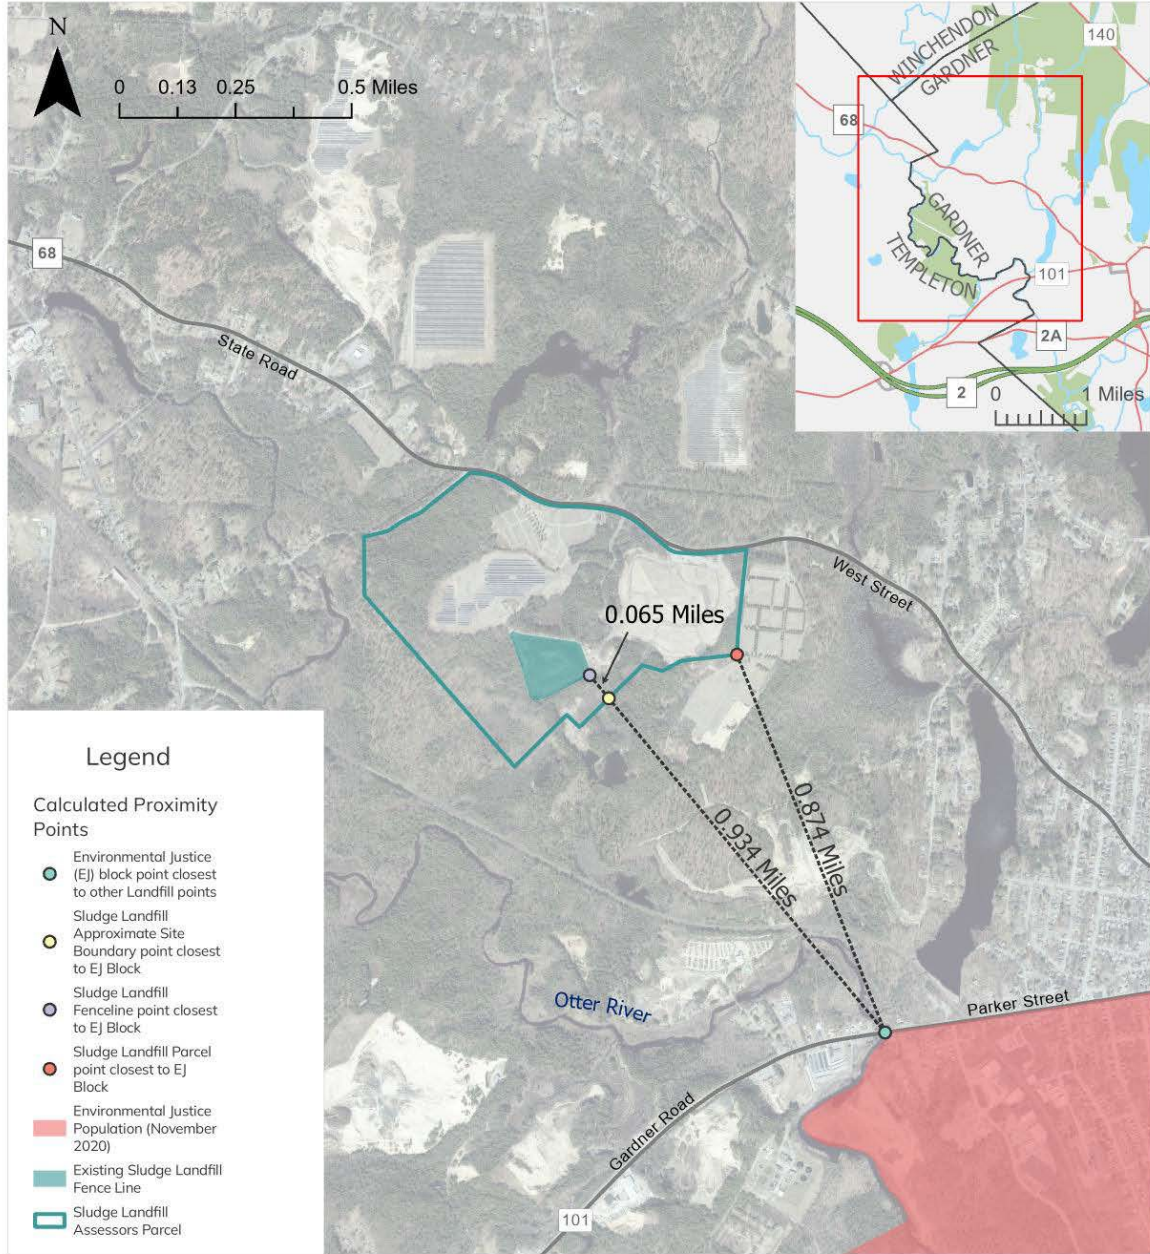 N
0 0.13 0.25 0.5 Miles
68
State Road
West Street
0.065 Miles
0.934 Miles
0.874 Miles
Otter River
Parker Street
Gardner Road
101
WINCHENDON
GARDNER
140
68
GARDNER
TEMPLETON
101
2A
2
0 1 Miles
Legend
Calculated Proximity
Points
Environmental Justice
(EJ) block point closest
to other Landfill points
Sludge Landfill
Approximate Site
Boundary point closest
to EJ Block
Sludge Landfill
Fenceline point closest
to EJ Block
Sludge Landfill Parcel
point closest to EJ
Block
Environmental Justice
Population (November
2020)
Existing Sludge Landfill
Fence Line
Sludge Landfill
Assessors Parcel